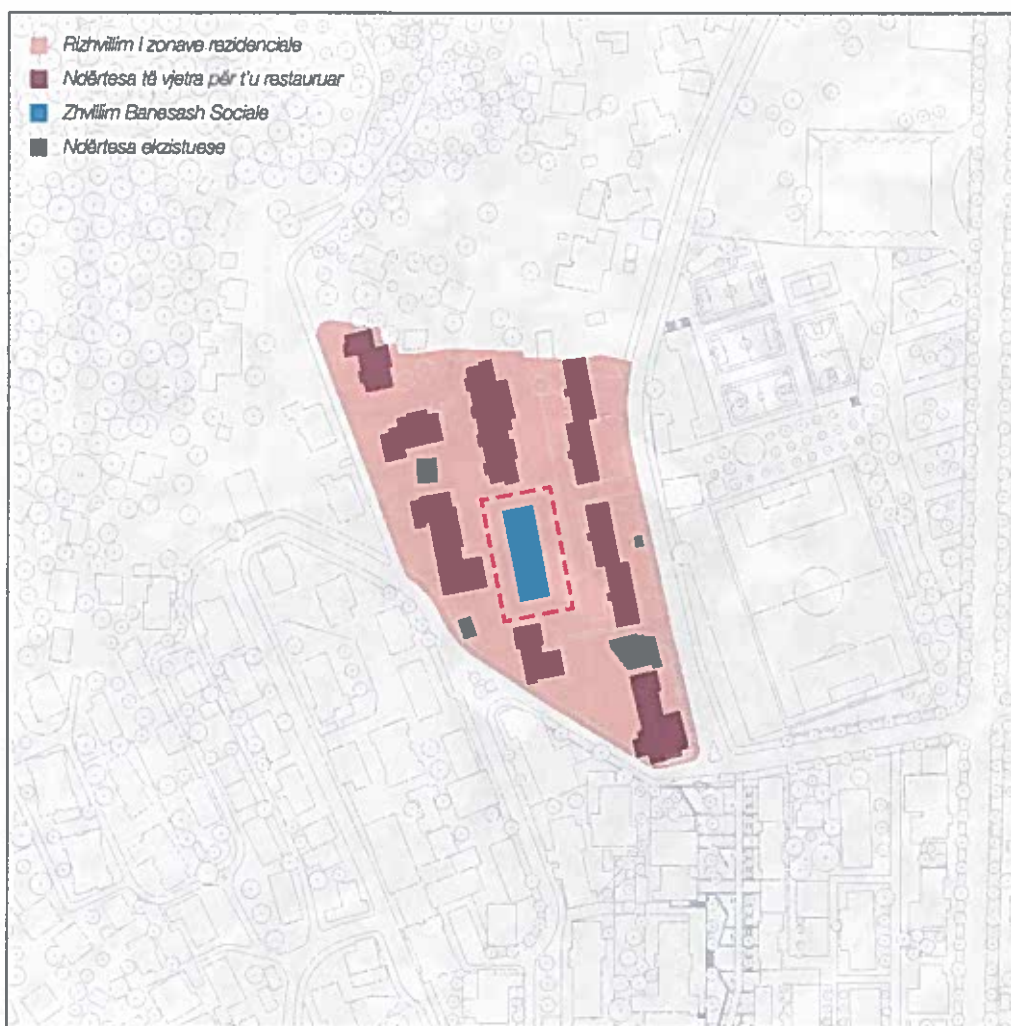 Rizhvillim i zonave rezidenciale
Ndërtesa të vjetra për t'u restauruar
Zhvillim Banesash Sociale
Ndërtesa ekzistuese